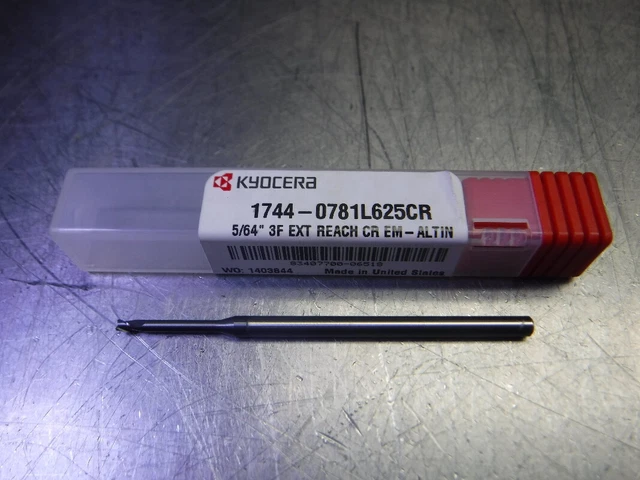 KYOCERA
1744-0781L625CR
5/64" 3F EXT REACH CR EM-ALTIN
WO: 1403844 Made in United States